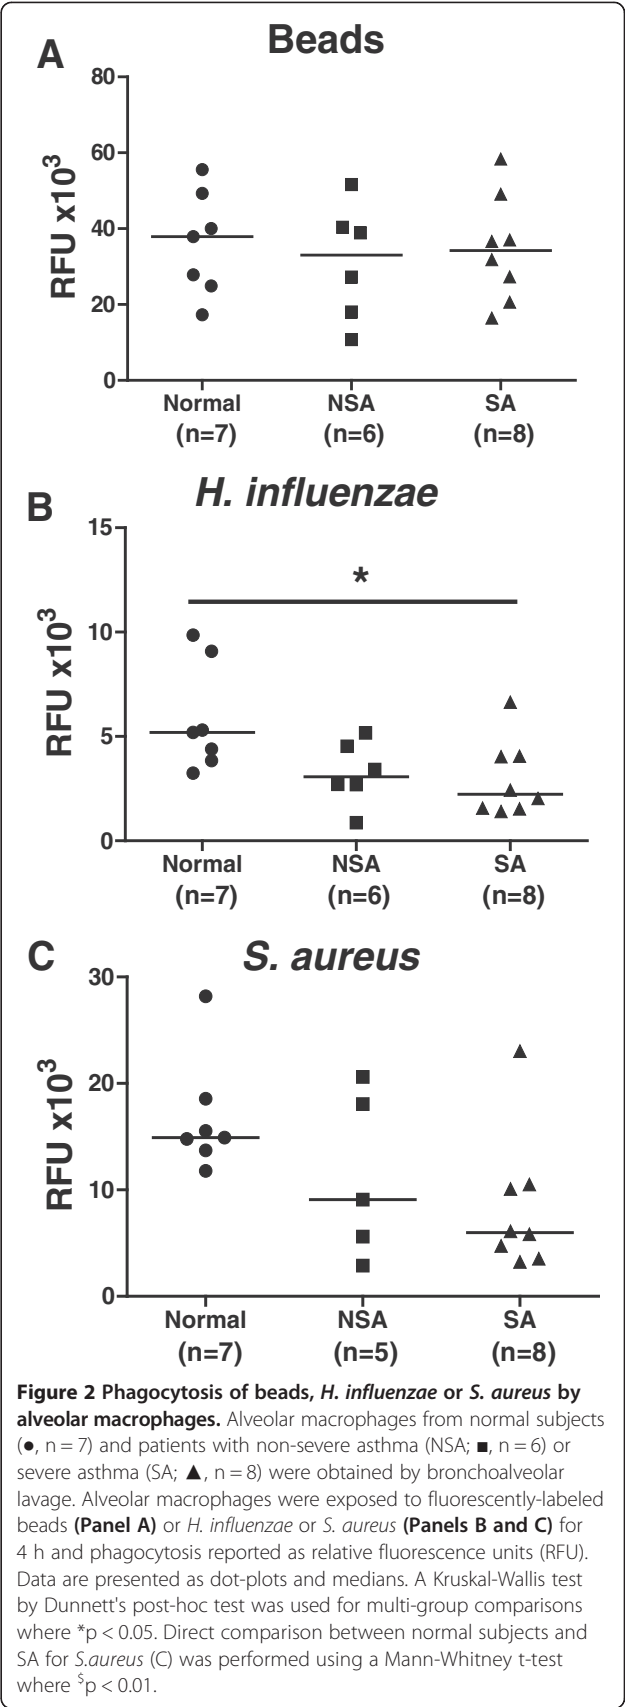 A
Beads
80
60
40
20
0
RFU x10³
Normal NSA SA
(n=7) (n=6) (n=8)
B
H. influenzae
15
10
5
0
RFU x10³
*
Normal NSA SA
(n=7) (n=6) (n=8)
C
S. aureus
30
20
10
0
RFU x10³
Normal NSA SA
(n=7) (n=5) (n=8)
Figure 2 Phagocytosis of beads, H. influenzae or S. aureus by
alveolar macrophages. Alveolar macrophages from normal subjects
(●, n = 7) and patients with non-severe asthma (NSA; ■, n = 6) or
severe asthma (SA; ▲, n = 8) were obtained by bronchoalveolar
lavage. Alveolar macrophages were exposed to fluorescently-labeled
beads (Panel A) or H. influenzae or S. aureus (Panels B and C) for
4 h and phagocytosis reported as relative fluorescence units (RFU).
Data are presented as dot-plots and medians. A Kruskal-Wallis test
by Dunnett's post-hoc test was used for multi-group comparisons
where *p < 0.05. Direct comparison between normal subjects and
SA for S.aureus (C) was performed using a Mann-Whitney t-test
where $p < 0.01.